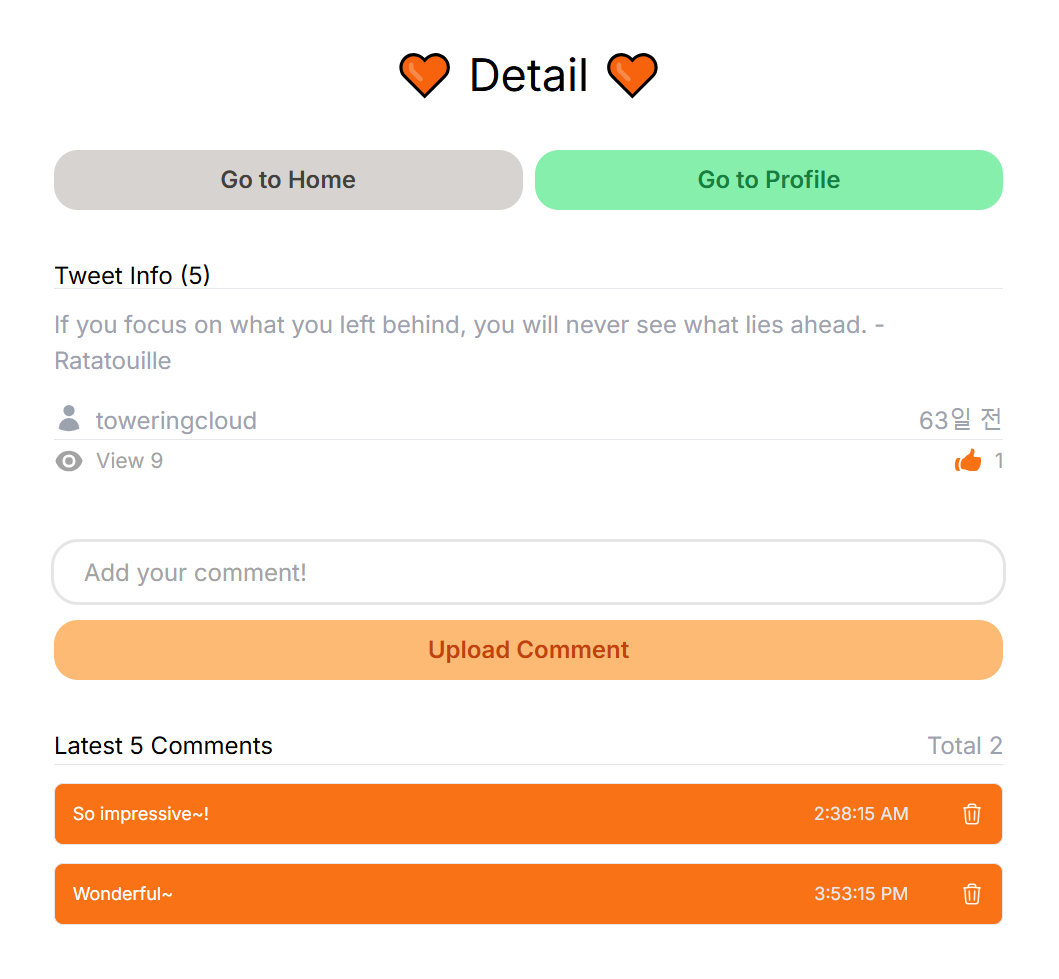 Detail
Go to Home
Go to Profile
Tweet Info (5)
If you focus on what you left behind, you will never see what lies ahead. -
Ratatouille
toweringcloud 63일 전
View 9 1
Add your comment!
Upload Comment
Latest 5 Comments Total 2
So impressive~! 2:38:15 AM
Wonderful~ 3:53:15 PM